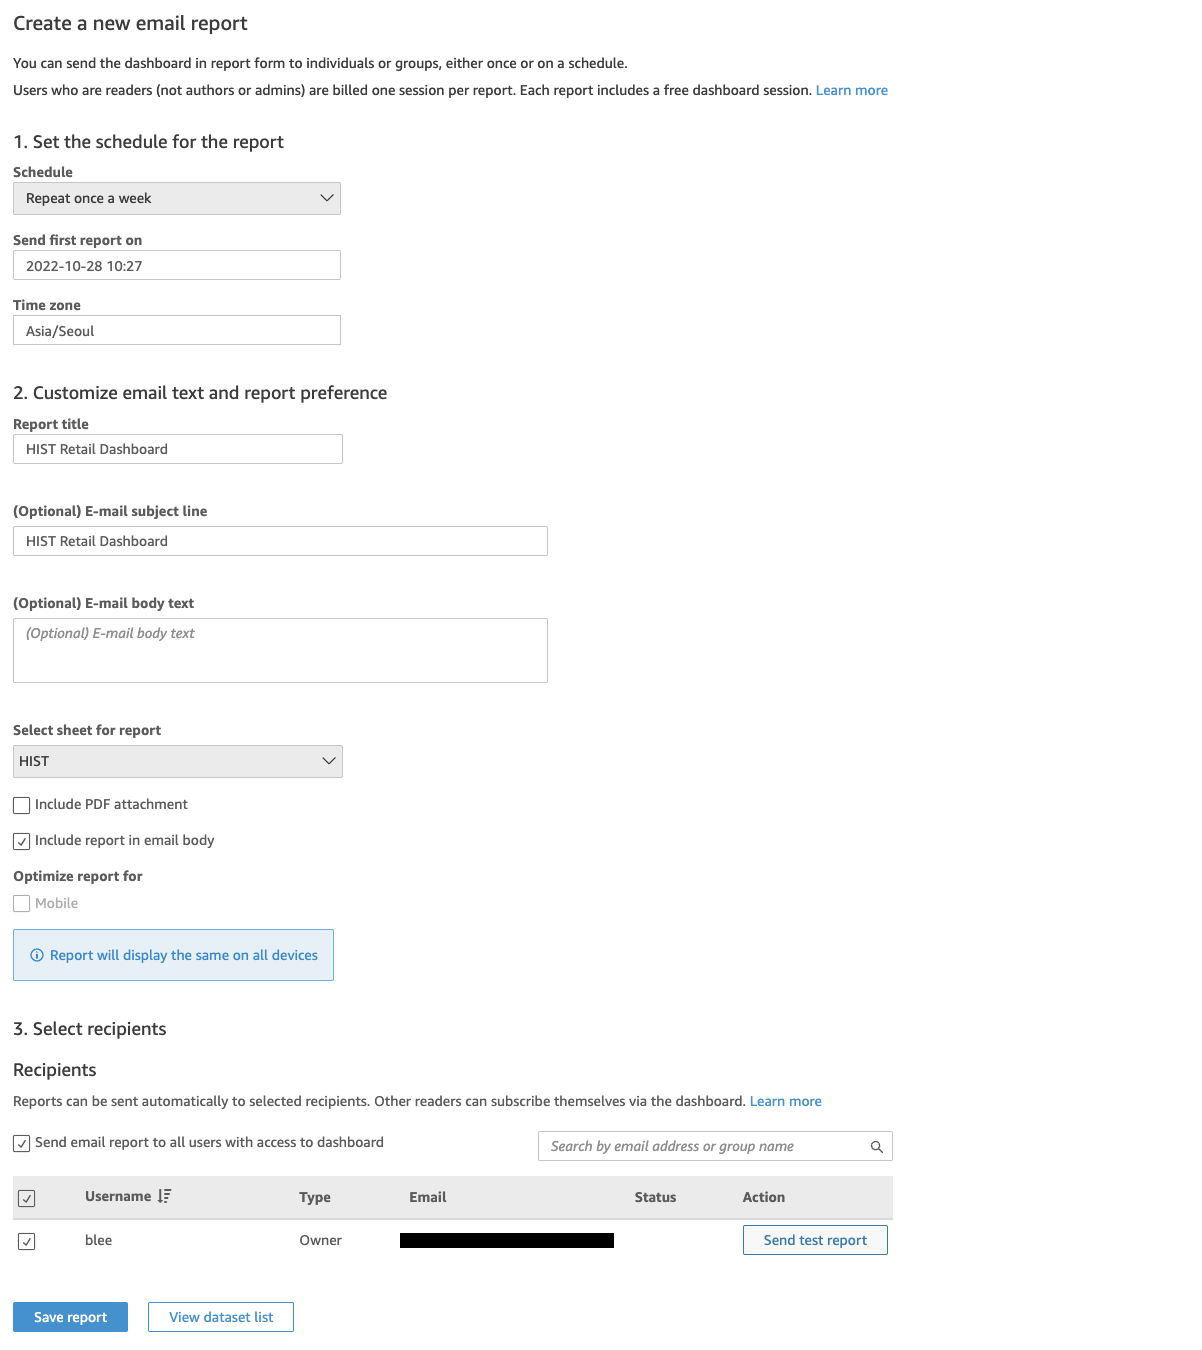 Create a new email report
You can send the dashboard in report form to individuals or groups, either once or on a schedule.
Users who are readers (not authors or admins) are billed one session per report. Each report includes a free dashboard session. Learn more
1. Set the schedule for the report
Schedule
Repeat once a week
Send first report on
2022-10-28 10:27
Time zone
Asia/Seoul
2. Customize email text and report preference
Report title
HIST Retail Dashboard
(Optional) E-mail subject line
HIST Retail Dashboard
(Optional) E-mail body text
(Optional) E-mail body text
Select sheet for report
HIST
Include PDF attachment
Include report in email body
Optimize report for
Mobile
Report will display the same on all devices
3. Select recipients
Recipients
Reports can be sent automatically to selected recipients. Other readers can subscribe themselves via the dashboard. Learn more
Send email report to all users with access to dashboard
Search by email address or group name
Username Type Email Status Action
blee Owner Send test report
Save report View dataset list